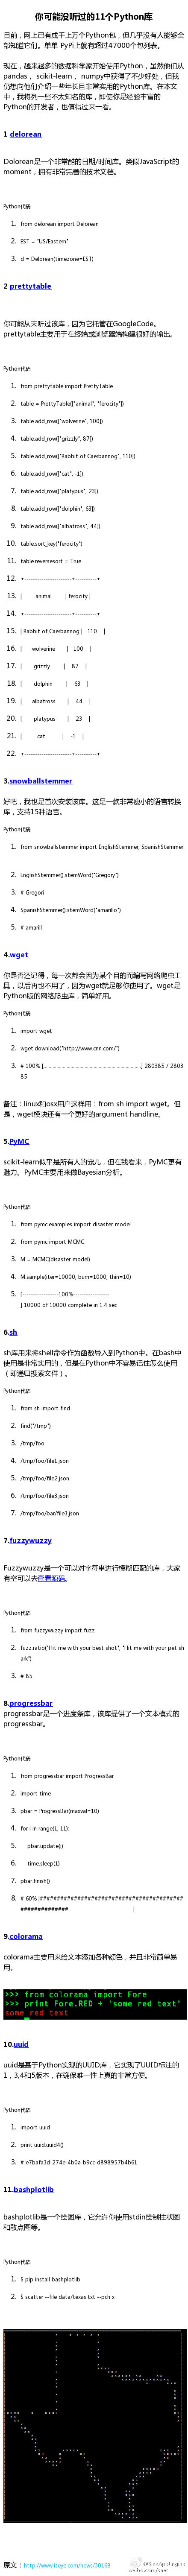 你可能没听过的11个Python库
目前，网上已有成千上万个Python包，但几乎没有人能够全
部知道它们。单单 PyPi上就有超过47000个包列表。
现在，越来越多的数据科学家开始使用Python，虽然他们从
pandas， scikit-learn， numpy中获得了不少好处，但我
仍想向他们介绍一些年长且非常实用的Python库。在本文
中，我将列一些不太知名的库，即使你是经验丰富的
Python的开发者，也值得过来一看。
1 delorean
Dolorean是一个非常酷的日期/时间库。类似JavaScript的
moment，拥有非常完善的技术文档。
Python代码
1. from delorean import Delorean
2. EST = "US/Eastern"
3. d = Delorean(timezone=EST)
2 prettytable
你可能从未听过该库，因为它托管在GoogleCode。
prettytable主要用于在终端或浏览器端构建很好的输出。
Python代码
1. from prettytable import PrettyTable
2. table = PrettyTable(["animal", "ferocity"])
3. table.add_row(["wolverine", 100])
4. table.add_row(["grizzly", 87])
5. table.add_row(["Rabbit of Caerbannog", 110])
6. table.add_row(["cat", -1])
7. table.add_row(["platypus", 23])
8. table.add_row(["dolphin", 63])
9. table.add_row(["albatross", 44])
10. table.sort_key("ferocity")
11. table.reversesort = True
12. +----------------------+----------+
13. | animal | ferocity |
14. +----------------------+----------+
15. | Rabbit of Caerbannog | 110 |
16. | wolverine | 100 |
17. | grizzly | 87 |
18. | dolphin | 63 |
19. | albatross | 44 |
20. | platypus | 23 |
21. | cat | -1 |
22. +----------------------+----------+
3.snowballstemmer
好吧，我也是首次安装该库。这是一款非常瘦小的语言转换
库，支持15种语言。
Python代码
1. from snowballstemmer import EnglishStemmer, SpanishStemmer
2. EnglishStemmer().stemWord("Gregory")
3. # Gregori
4. SpanishStemmer().stemWord("amarillo")
5. # amarill
4.wget
你是否还记得，每一次都会因为某个目的而编写网络爬虫工
具，以后再也不用了，因为wget就足够你使用了。wget是
Python版的网络爬虫库，简单好用。
Python代码
1. import wget
2. wget.download("http://www.cnn.com/")
3. # 100% [............................................................................] 280385 / 2803
85
备注：linux和osx用户这样用：from sh import wget。但
是，wget模块还有一个更好的argument handline。
5.PyMC
scikit-learn似乎是所有人的宠儿，但在我看来，PyMC更有
魅力。PyMC主要用来做Bayesian分析。
Python代码
1. from pymc.examples import disaster_model
2. from pymc import MCMC
3. M = MCMC(disaster_model)
4. M.sample(iter=10000, burn=1000, thin=10)
5. [-----------------100%-----------------
] 10000 of 10000 complete in 1.4 sec
6.sh
sh库用来将shell命令作为函数导入到Python中。在bash中
使用是非常实用的，但是在Python中不容易记住怎么使用
（即递归搜索文件）。
Python代码
1. from sh import find
2. find("/tmp")
3. /tmp/foo
4. /tmp/foo/file1.json
5. /tmp/foo/file2.json
6. /tmp/foo/file3.json
7. /tmp/foo/bar/file3.json
7.fuzzywuzzy
Fuzzywuzzy是一个可以对字符串进行模糊匹配的库，大家
有空可以去查看源码。
Python代码
1. from fuzzywuzzy import fuzz
2. fuzz.ratio("Hit me with your best shot", "Hit me with your pet sh
ark")
3. # 85
8.progressbar
progressbar是一个进度条库，该库提供了一个文本模式的
progressbar。
Python代码
1. from progressbar import ProgressBar
2. import time
3. pbar = ProgressBar(maxval=10)
4. for i in range(1, 11):
5. pbar.update(i)
6. time.sleep(1)
7. pbar.finish()
8. # 60% |########################################
############## |
9.colorama
colorama主要用来给文本添加各种颜色，并且非常简单易
用。
>>> from colorama import Fore
>>> print Fore.RED + 'some red text'
some red text
10.uuid
uuid是基于Python实现的UUID库，它实现了UUID标注的
1，3,4和5版本，在确保唯一性上真的非常方便。
Python代码
1. import uuid
2. print uuid.uuid4()
3. # e7bafa3d-274e-4b0a-b9cc-d898957b4b61
11.bashplotlib
bashplotlib是一个绘图库，它允许你使用stdin绘制柱状图
和散点图等。
Python代码
1. $ pip install bashplotlib
2. $ scatter --file data/texas.txt --pch x
原文：http://www.iteye.com/news/30166